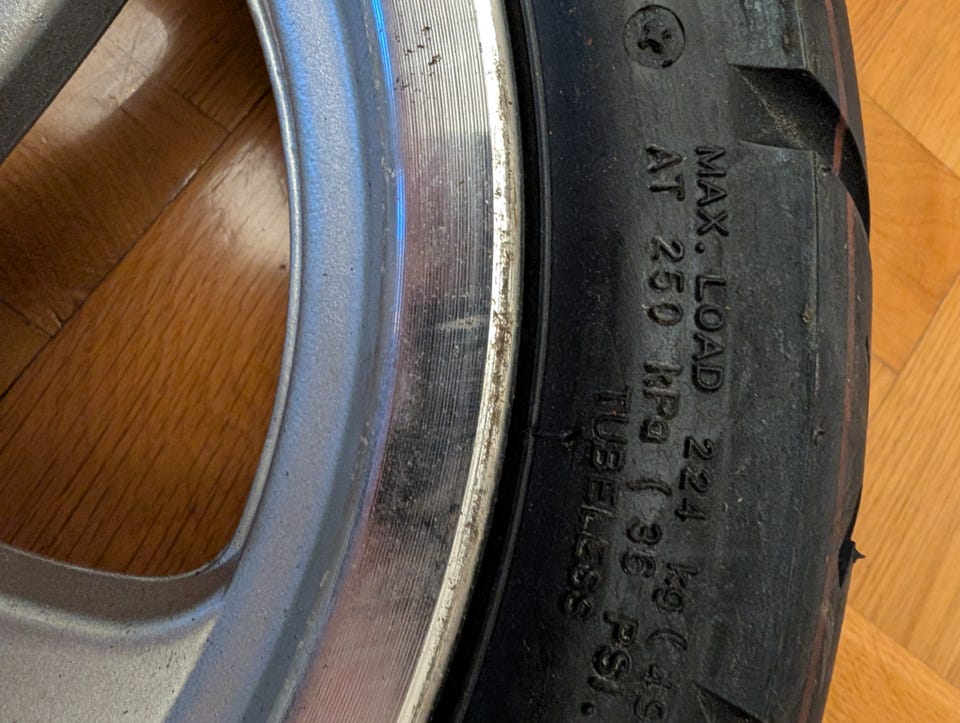 MAX. LOAD 224 kg (49
AT 250 kPa ( 36 PSI.
TUBELESS